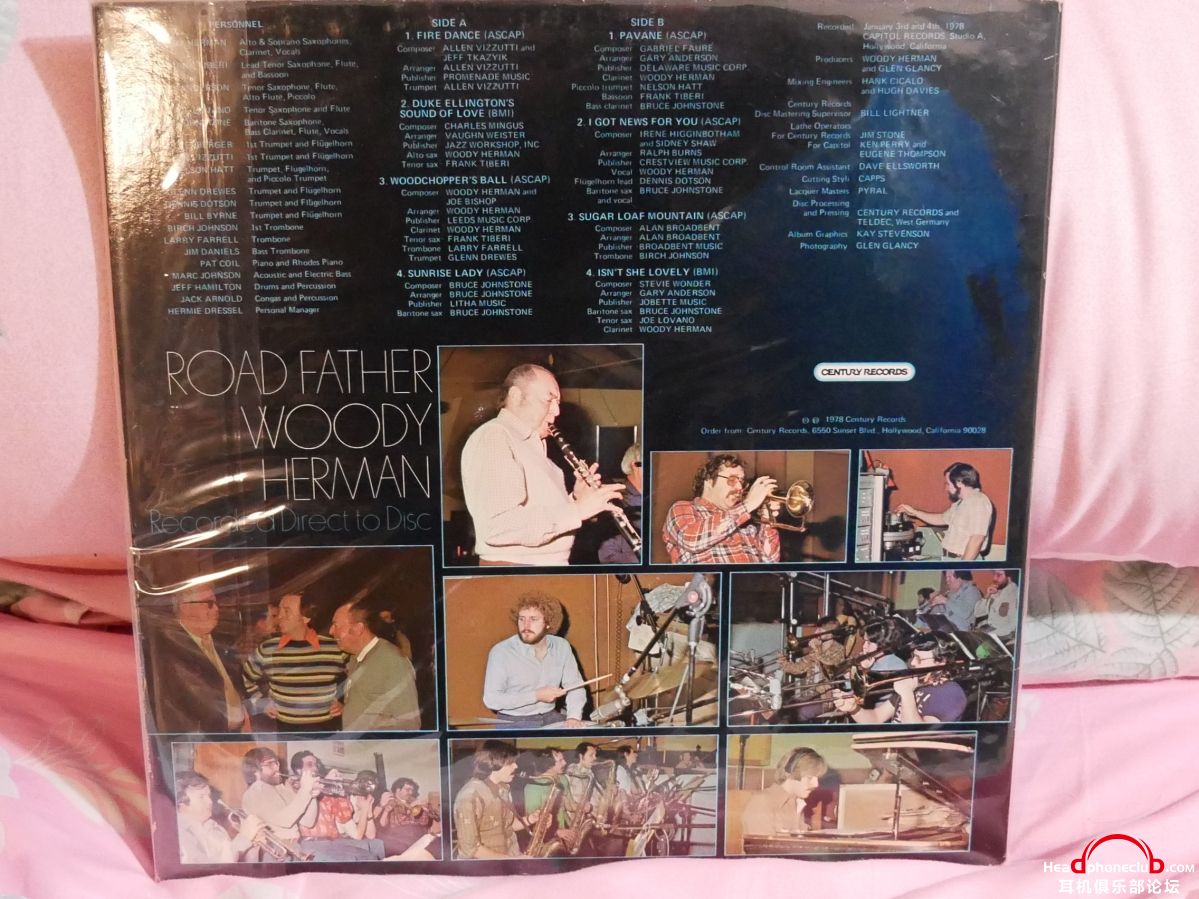 PERSONNEL
HERMAN Alto & Soprano Saxophones,
Clarinet, Vocals
Lead Tenor Saxophone, Flute,
and Bassoon
Tenor Saxophone, Flute,
Alto Flute, Piccolo
Tenor Saxophone and Flute
Baritone Saxophone,
Bass Clarinet, Flute, Vocals
1st Trumpet and Flügelhorn
VIZZUTTI 1st Trumpet and Flügelhorn
HATT Trumpet, Flugelhorn,
and Piccolo Trumpet
GLENN DREWES Trumpet and Flügelhorn
DENNIS DOTSON Trumpet and Flügelhorn
BILL BYRNE Trumpet and Flügelhorn
BIRCH JOHNSON 1st Trombone
LARRY FARRELL Trombone
JIM DANIELS Bass Trombone
PAT COIL Piano and Rhodes Piano
MARC JOHNSON Acoustic and Electric Bass
JEFF HAMILTON Drums and Percussion
JACK ARNOLD Congas and Percussion
HERMIE DRESSEL Personal Manager
SIDE A
1. FIRE DANCE (ASCAP)
Composer ALLEN VIZZUTTI and
JEFF TKAZYIK
Arranger ALLEN VIZZUTTI
Publisher PROMENADE MUSIC
Trumpet ALLEN VIZZUTTI
2. DUKE ELLINGTON'S
SOUND OF LOVE (BMI)
Composer CHARLES MINGUS
Arranger VAUGHN WEISTER
Publisher JAZZ WORKSHOP, INC
Alto sax WOODY HERMAN
Tenor sax FRANK TIBERI
3. WOODCHOPPER'S BALL (ASCAP)
Composer WOODY HERMAN and
JOE BISHOP
Arranger WOODY HERMAN
Publisher LEEDS MUSIC CORP.
Clarinet WOODY HERMAN
Tenor sax FRANK TIBERI
Trombone LARRY FARRELL
Trumpet GLENN DREWES
4. SUNRISE LADY (ASCAP)
Composer BRUCE JOHNSTONE
Arranger BRUCE JOHNSTONE
Publisher LITHA MUSIC
Baritone sax BRUCE JOHNSTONE
SIDE B
1. PAVANE (ASCAP)
Composer GABRIEL FAURÉ
Arranger GARY ANDERSON
Publisher DELAWARE MUSIC CORP.
Clarinet WOODY HERMAN
Piccolo trumpet NELSON HATT
Bassoon FRANK TIBERI
Bass clarinet BRUCE JOHNSTONE
2. I GOT NEWS FOR YOU (ASCAP)
Composer IRENE HIGGINBOTHAM
and SIDNEY SHAW
Arranger RALPH BURNS
Publisher CRESTVIEW MUSIC CORP.
Vocal WOODY HERMAN
Flügelhorn lead DENNIS DOTSON
Baritone sax BRUCE JOHNSTONE
and vocal
3. SUGAR LOAF MOUNTAIN (ASCAP)
Composer ALAN BROADBENT
Arranger ALAN BROADBENT
Publisher BROADBENT MUSIC
Trombone BIRCH JOHNSON
4. ISN'T SHE LOVELY (BMI)
Composer STEVIE WONDER
Arranger GARY ANDERSON
Publisher JOBETTE MUSIC
Baritone sax BRUCE JOHNSTONE
Tenor sax JOE LOVANO
Clarinet WOODY HERMAN
Recorded January 3rd and 4th, 1978
CAPITOL RECORDS, Studio A,
Hollywood, California
Producers WOODY HERMAN
and GLEN GLANCY
Mixing Engineers HANK CICALO
and HUGH DAVIES
Century Records
Disc Mastering Supervisor BILL LIGHTNER
Lathe Operators
For Century Records JIM STONE
For Capitol KEN PERRY and
EUGENE THOMPSON
Control Room Assistant DAVE ELLSWORTH
Cutting Styli CAPPS
Lacquer Masters PYRAL
Disc Processing
and Pressing CENTURY RECORDS and
TELDEC, West Germany
Album Graphics KAY STEVENSON
Photography GLEN GLANCY
ROAD FATHER
WOODY
HERMAN
Recorded Direct to Disc
CENTURY RECORDS
℗ © 1978 Century Records
Order from: Century Records, 6550 Sunset Blvd., Hollywood, California 90028
Headphoneclub.com
耳机俱乐部论坛